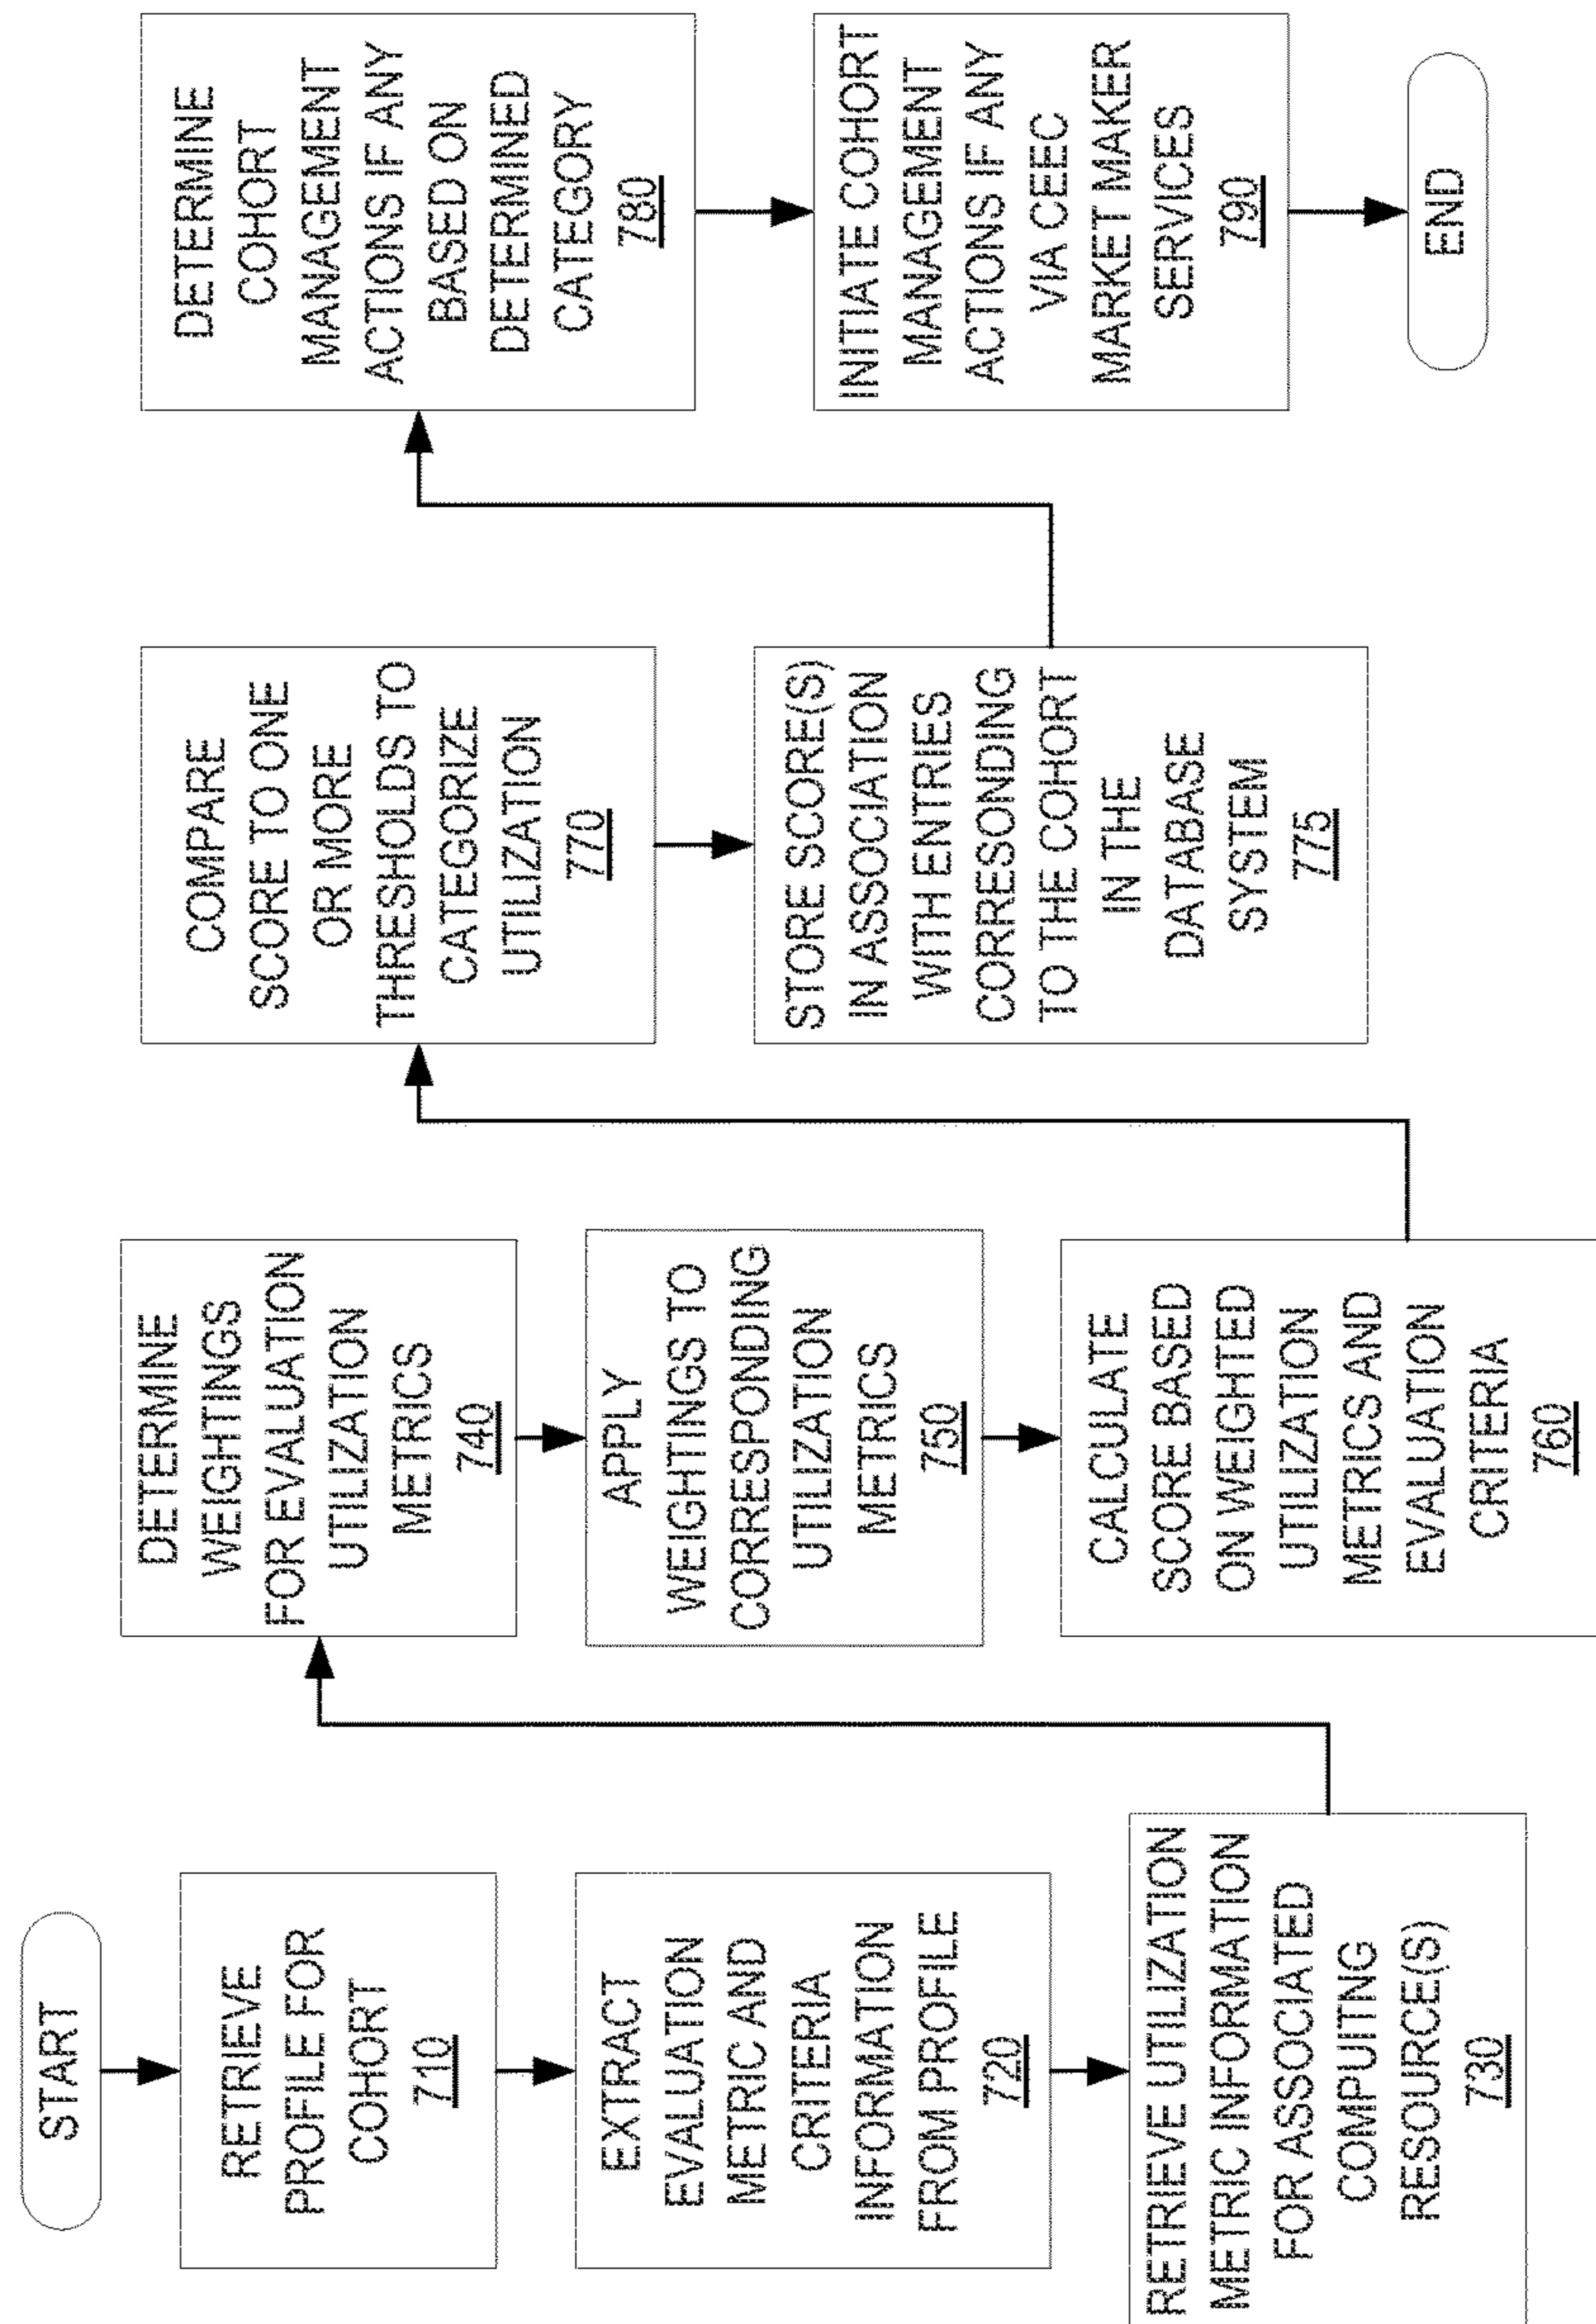 START
RETRIEVE
PROFILE FOR
COHORT
710
EXTRACT
EVALUATION
METRIC AND
CRITERIA
INFORMATION
FROM PROFILE
720
RETRIEVE UTILIZATION
METRIC INFORMATION
FOR ASSOCIATED
COMPUTING
RESOURCE(S)
730
DETERMINE
WEIGHTINGS
FOR EVALUATION
UTILIZATION
METRICS
740
APPLY
WEIGHTINGS TO
CORRESPONDING
UTILIZATION
METRICS
750
CALCULATE
SCORE BASED
ON WEIGHTED
UTILIZATION
METRICS AND
EVALUATION
CRITERIA
760
COMPARE
SCORE TO ONE
OR MORE
THRESHOLDS TO
CATEGORIZE
UTILIZATION
770
STORE SCORE(S)
IN ASSOCIATION
WITH ENTRIES
CORRESONDING
TO THE COHORT
IN THE
DATABASE
SYSTEM
775
DETERMINE
COHORT
MANAGEMENT
ACTIONS IF ANY
BASED ON
DETERMINED
CATEGORY
780
INITIATE COHORT
MANAGEMENT
ACTIONS IF ANY
VIA CEEC
MARKET MAKER
SERVICES
790
END